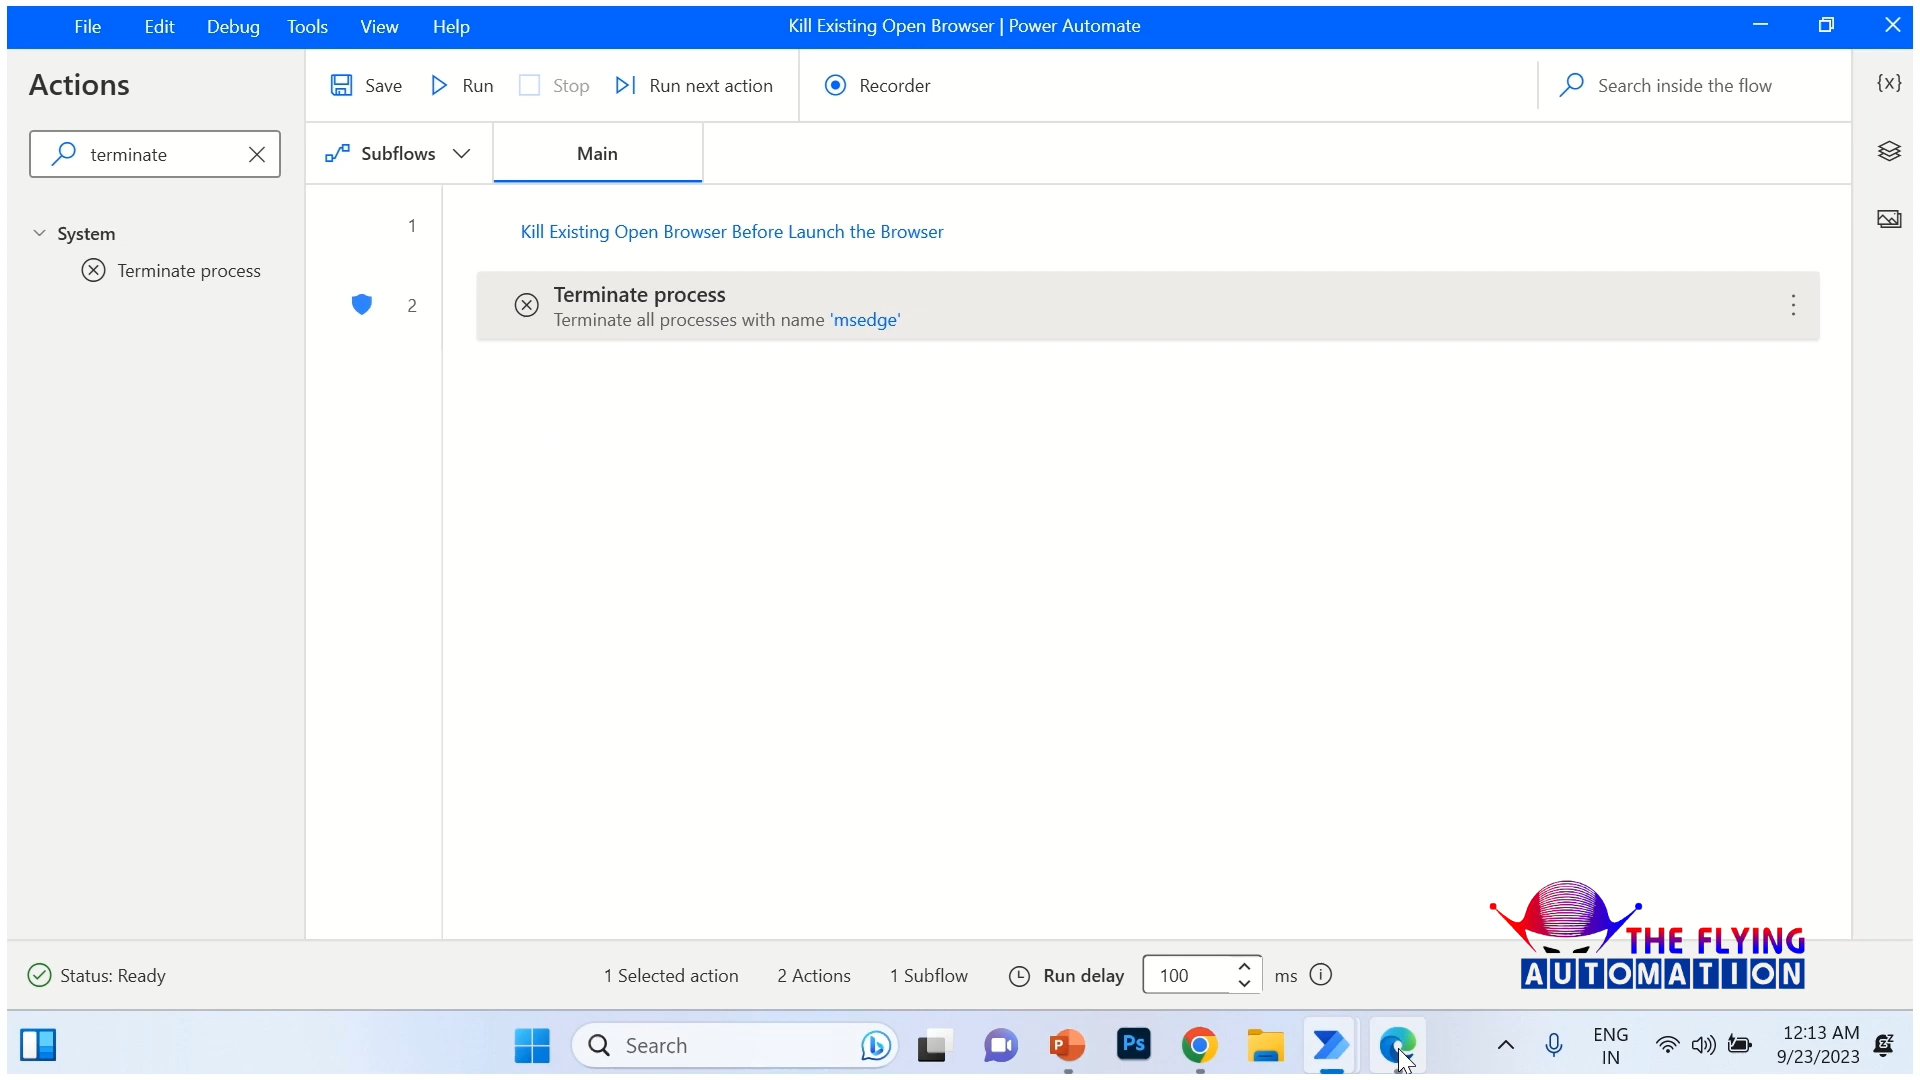 File Edit Debug Tools View Help
Kill Existing Open Browser | Power Automate
Actions
Save Run Stop Run next action Recorder
Search inside the flow
{x}
terminate
Subflows
Main
System
Terminate process
1
Kill Existing Open Browser Before Launch the Browser
2
Terminate process
Terminate all processes with name 'msedge'
THE FLYING
AUTOMATION
Status: Ready
1 Selected action 2 Actions 1 Subflow Run delay 100 ms
Search
P
Ps
ENG
IN
12:13 AM
9/23/2023